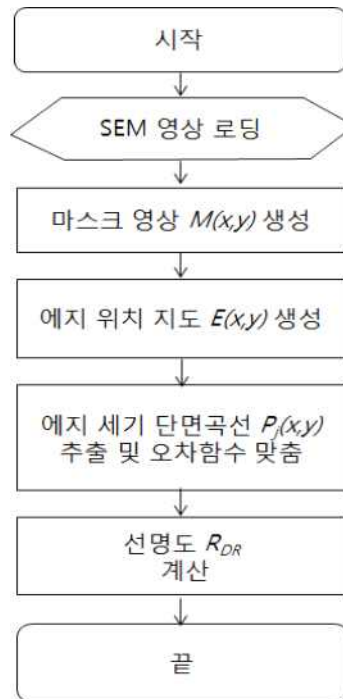 시작
SEM 영상 로딩
마스크 영상 M(x,y) 생성
에지 위치 지도 E(x,y) 생성
에지 세기 단면곡선 Pj(x,y)
추출 및 오차함수 맞춤
선명도 RDR
계산
끝